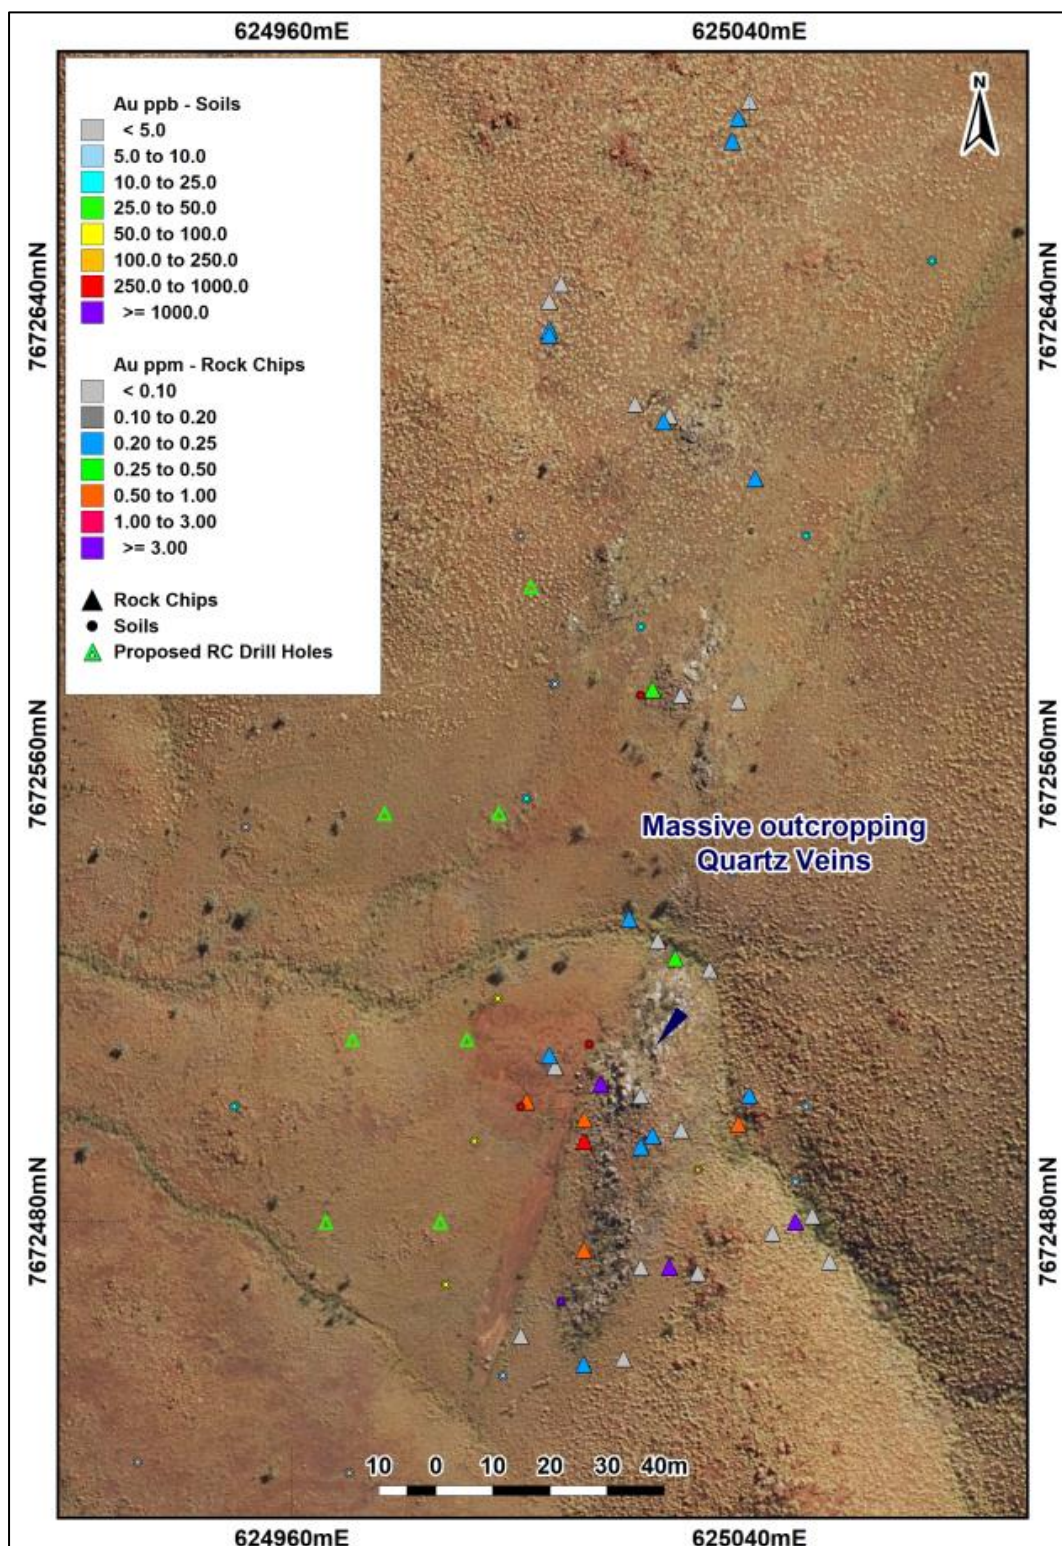 624960mE
625040mE
N
Au ppb - Soils
< 5.0
5.0 to 10.0
10.0 to 25.0
25.0 to 50.0
50.0 to 100.0
100.0 to 250.0
250.0 to 1000.0
>= 1000.0
Au ppm - Rock Chips
< 0.10
0.10 to 0.20
0.20 to 0.25
0.25 to 0.50
0.50 to 1.00
1.00 to 3.00
>= 3.00
Rock Chips
Soils
Proposed RC Drill Holes
7672640mN
7672640mN
7672560mN
7672560mN
Massive outcropping
Quartz Veins
7672480mN
7672480mN
10 0 10 20 30 40m
624960mE
625040mE